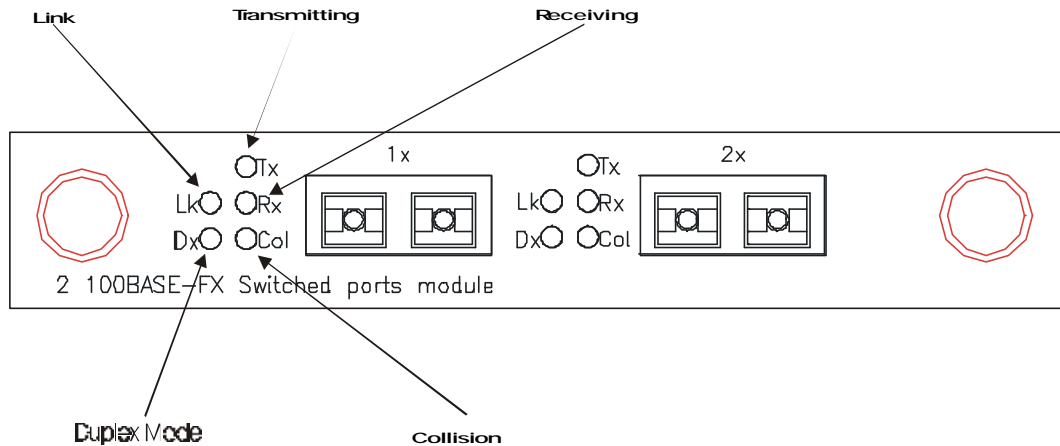 Link Transmitting Receiving
Tx 1x Tx 2x
Lk Rx Lk Rx
Dx Col Dx Col
2 100BASE-FX Switched ports module
Duplex Mode Collision